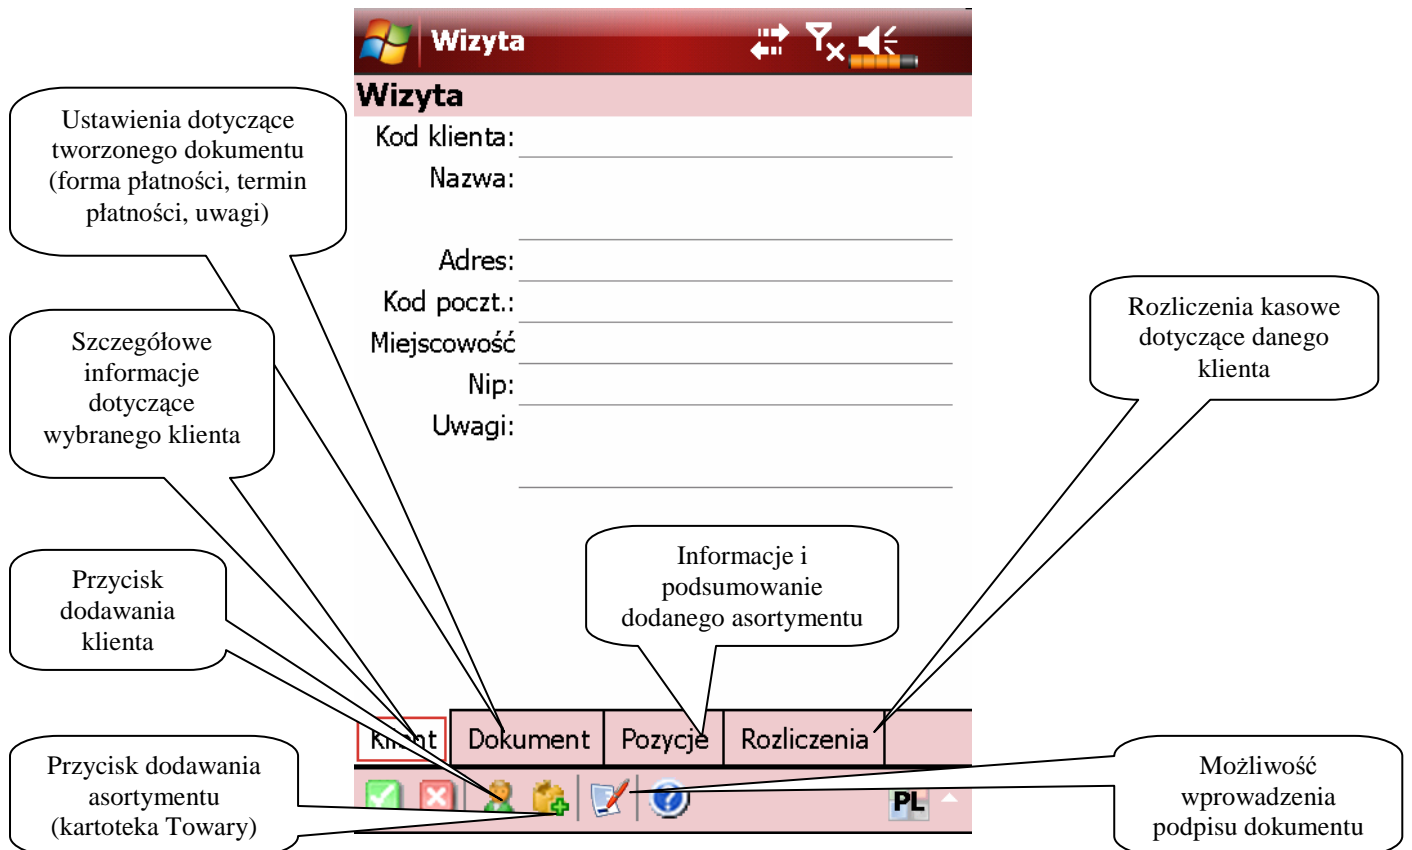 Wizyta
Wizyta
Ustawienia dotyczące
tworzonego dokumentu
(forma płatności, termin
płatności, uwagi)
Kod klienta:
Nazwa:
Adres:
Kod poczt.:
Miejscowość
Nip:
Uwagi:
Szczegółowe
informacje
dotyczące
wybranego klienta
Rozliczenia kasowe
dotyczące danego
klienta
Przycisk
dodawania
klienta
Informacje i
podsumowanie
dodanego asortymentu
Klient Dokument Pozycje Rozliczenia
Przycisk dodawania
asortymentu
(kartoteka Towary)
PL
Możliwość
wprowadzenia
podpisu dokumentu